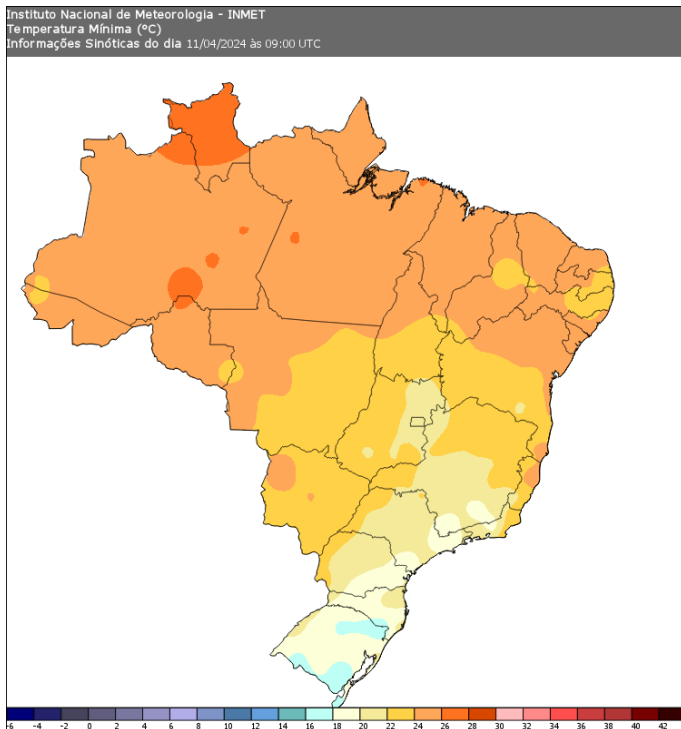 Instituto Nacional de Meteorologia - INMET
Temperatura Mínima (°C)
Informações Sinóticas do dia 11/04/2024 às 09:00 UTC
-6 -4 -2 0 2 4 6 8 10 12 14 16 18 20 22 24 26 28 30 32 34 36 38 40 42